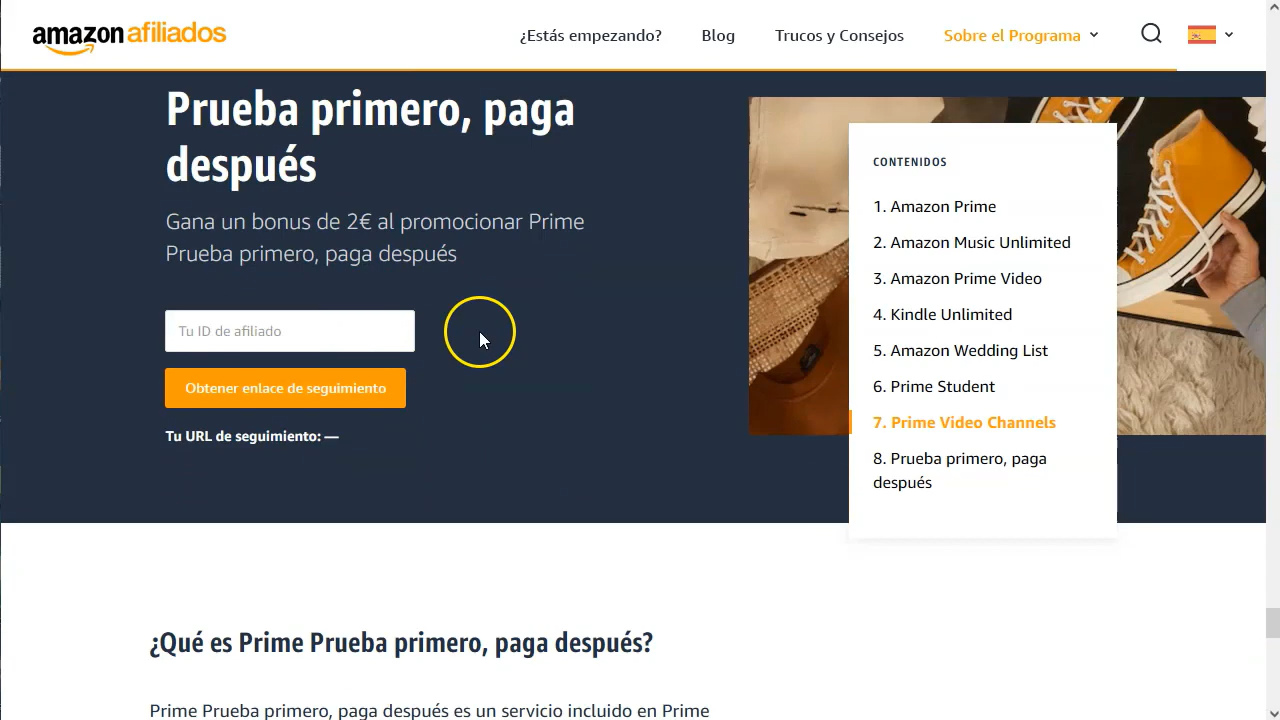 amazon afiliados
¿Estás empezando?
Blog
Trucos y Consejos
Sobre el Programa
Prueba primero, paga
después
Gana un bonus de 2€ al promocionar Prime
Prueba primero, paga después
Tu ID de afiliado
Obtener enlace de seguimiento
Tu URL de seguimiento: —
CONTENIDOS
1. Amazon Prime
2. Amazon Music Unlimited
3. Amazon Prime Video
4. Kindle Unlimited
5. Amazon Wedding List
6. Prime Student
7. Prime Video Channels
8. Prueba primero, paga
después
¿Qué es Prime Prueba primero, paga después?
Prime Prueba primero, paga después es un servicio incluido en Prime